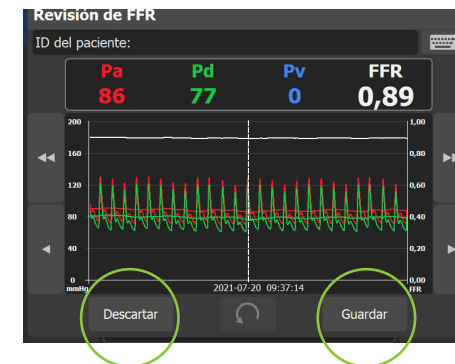 Revisión de FFR
ID del paciente:
Pa Pd Pv FFR
86 77 0 0,89
200 1,00
160
120 0,60
80 0,40
40 0,20
0 0,00
mmHg 2021-07-20 09:37:14 FFR
Descartar Guardar